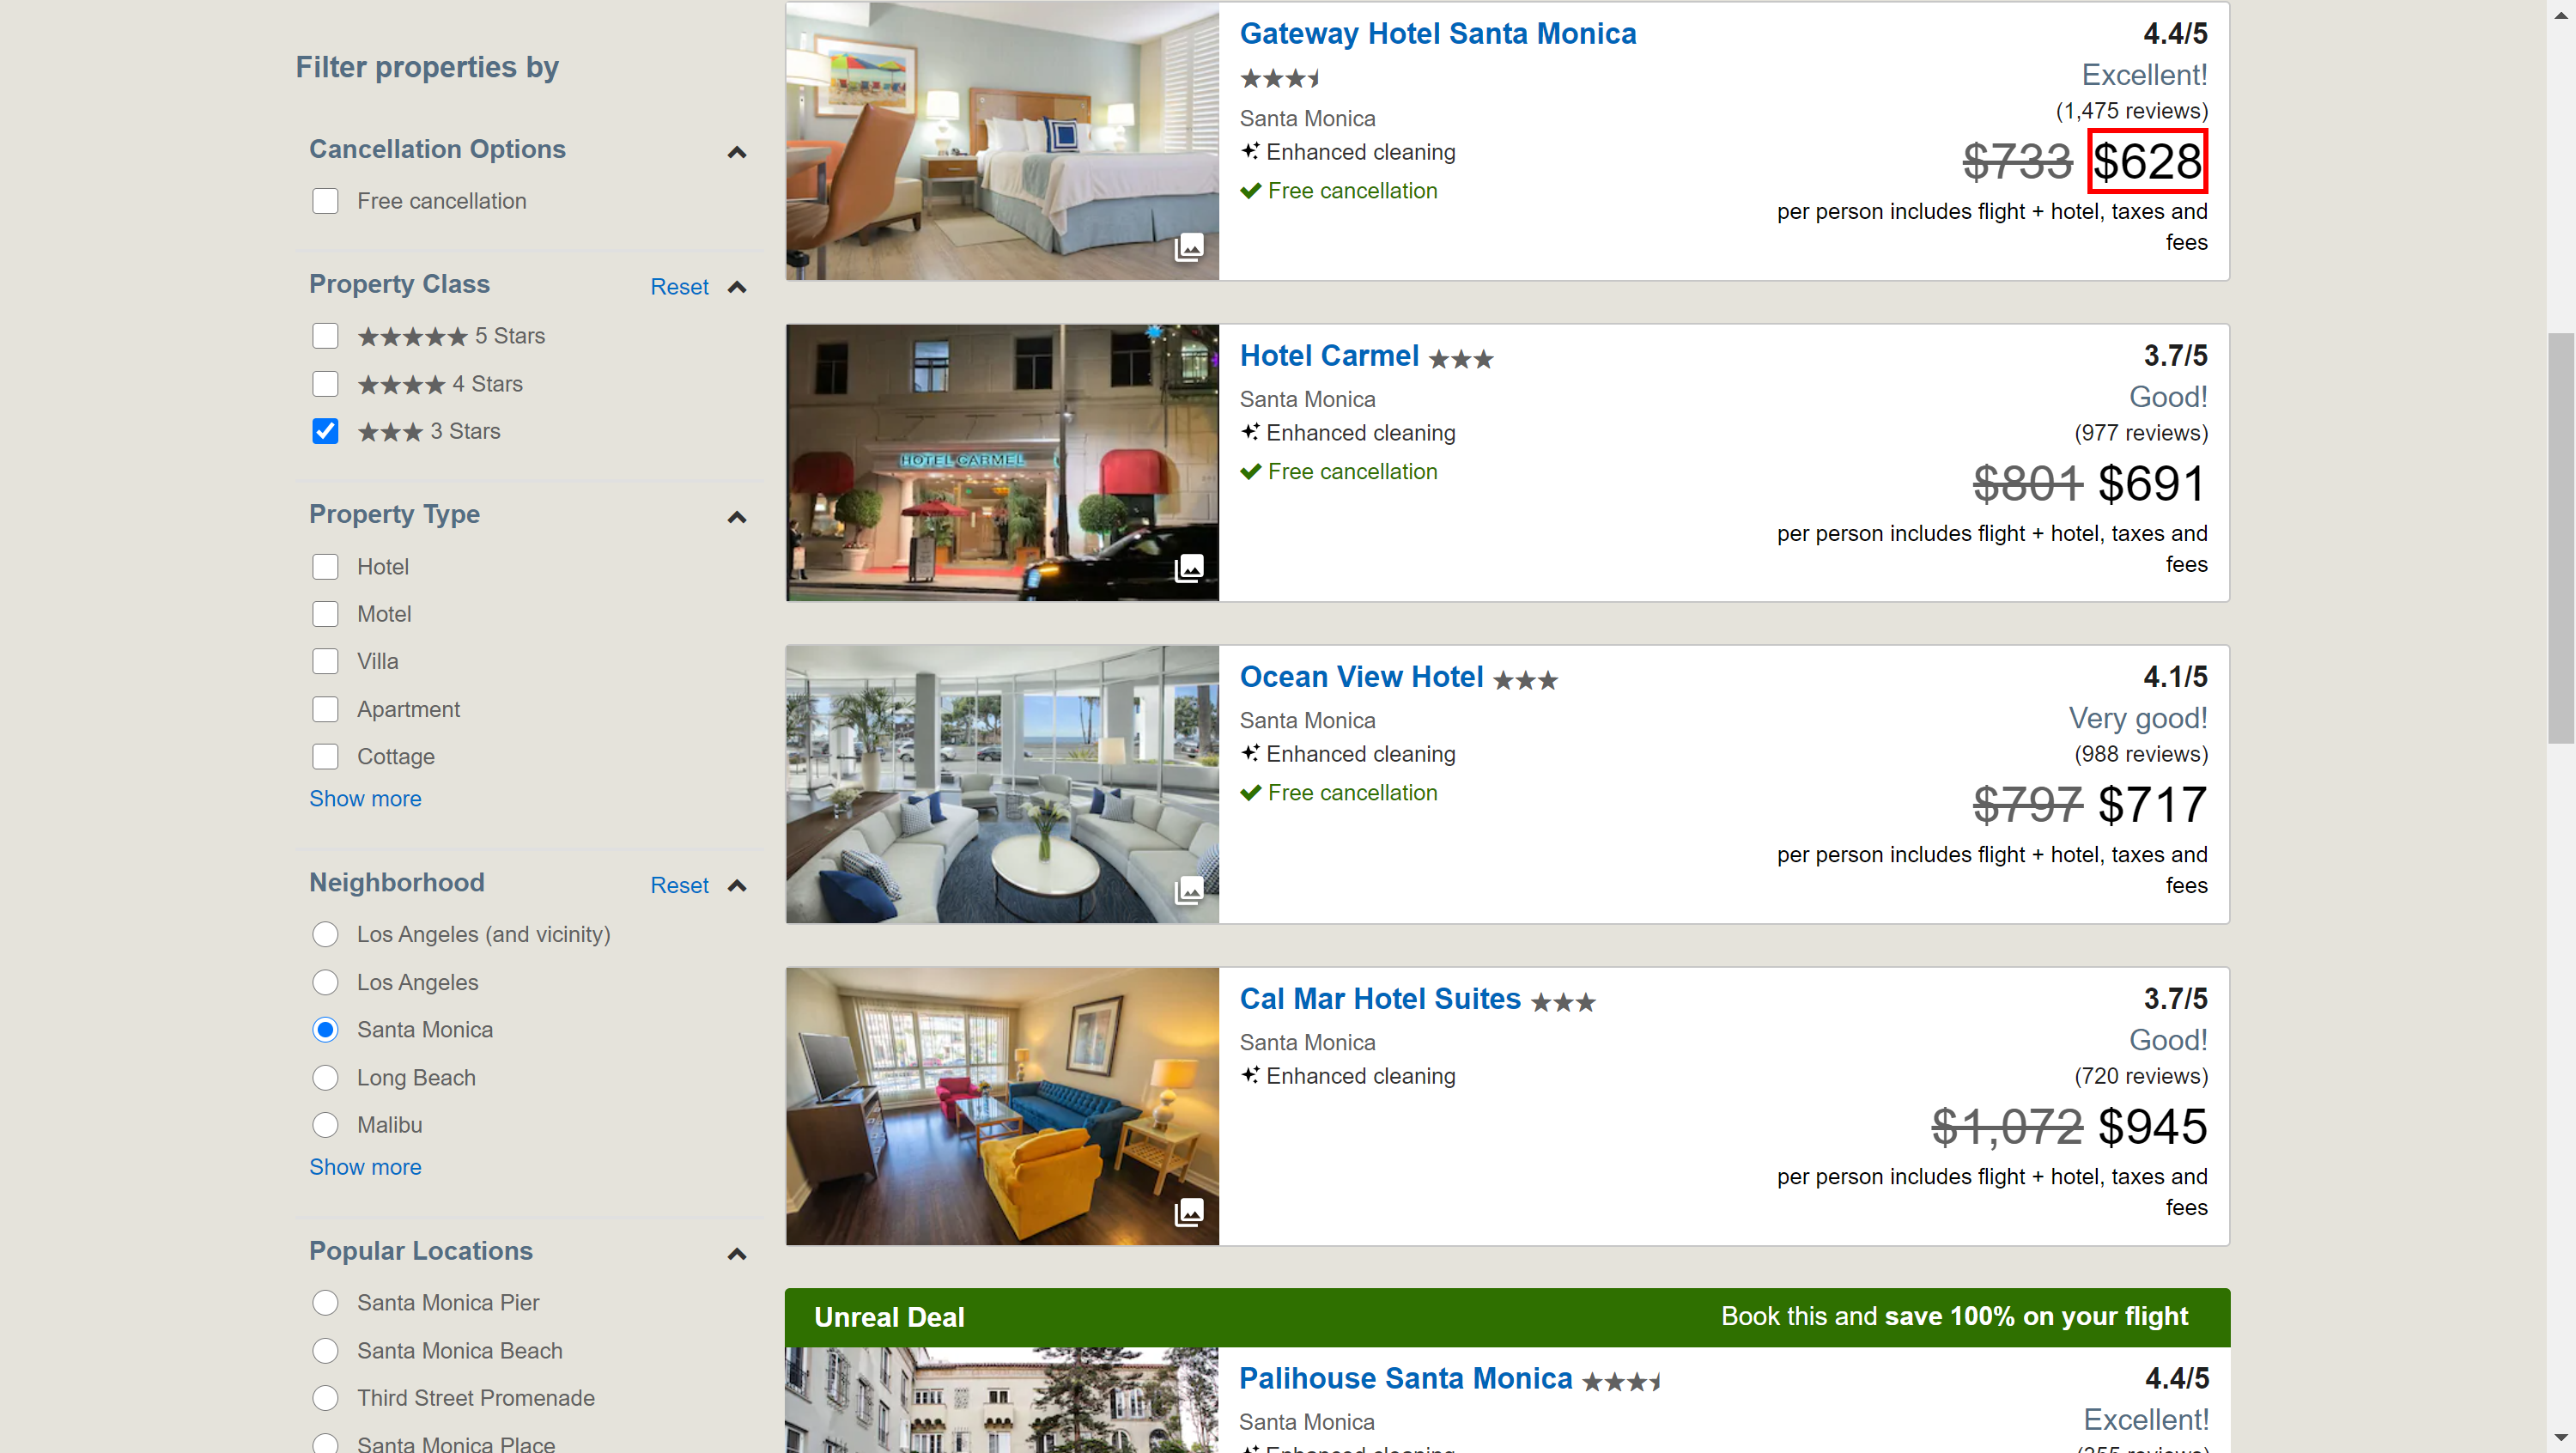 Filter properties by
Cancellation Options
Free cancellation
Property Class Reset
5 Stars
4 Stars
3 Stars
Property Type
Hotel
Motel
Villa
Apartment
Cottage
Show more
Neighborhood Reset
Los Angeles (and vicinity)
Los Angeles
Santa Monica
Long Beach
Malibu
Show more
Popular Locations
Santa Monica Pier
Santa Monica Beach
Third Street Promenade
Santa Monica Place
Gateway Hotel Santa Monica
Santa Monica
Enhanced cleaning
Free cancellation
4.4/5
Excellent!
(1,475 reviews)
$733 $628
per person includes flight + hotel, taxes and
fees
HOTEL CARMEL
Hotel Carmel
Santa Monica
Enhanced cleaning
Free cancellation
3.7/5
Good!
(977 reviews)
$801 $691
per person includes flight + hotel, taxes and
fees
Ocean View Hotel
Santa Monica
Enhanced cleaning
Free cancellation
4.1/5
Very good!
(988 reviews)
$797 $717
per person includes flight + hotel, taxes and
fees
Cal Mar Hotel Suites
Santa Monica
Enhanced cleaning
3.7/5
Good!
(720 reviews)
$1,072 $945
per person includes flight + hotel, taxes and
fees
Unreal Deal
Book this and save 100% on your flight
Palihouse Santa Monica
Santa Monica
Enhanced cleaning
4.4/5
Excellent!
(355 reviews)